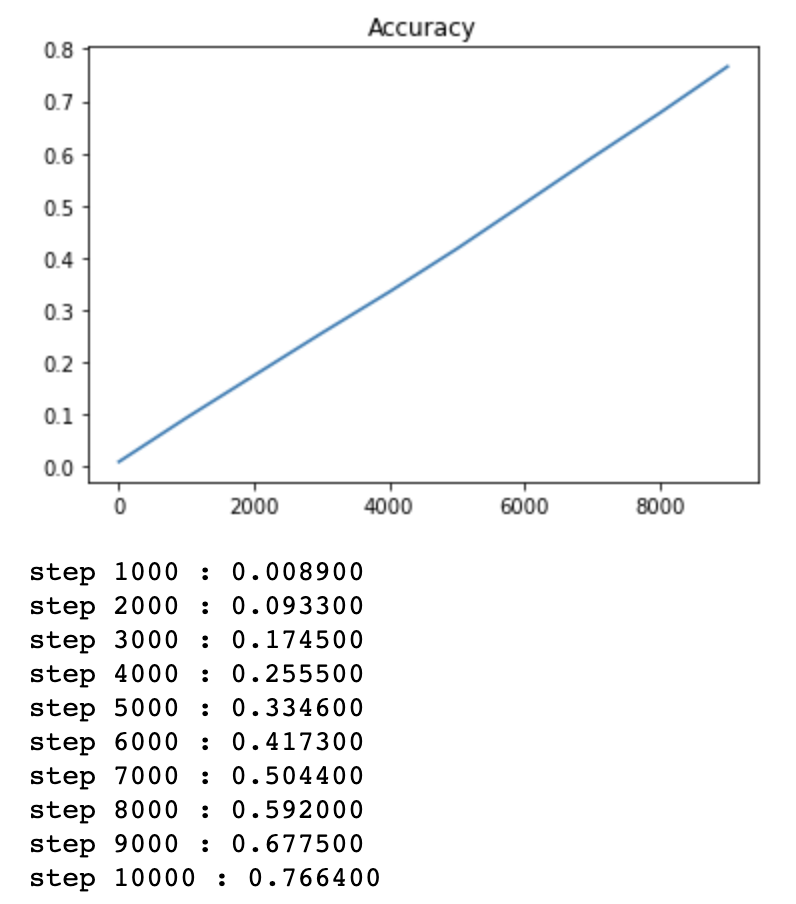 Accuracy
0.8
0.7
0.6
0.5
0.4
0.3
0.2
0.1
0.0
0 2000 4000 6000 8000
step 1000 : 0.008900
step 2000 : 0.093300
step 3000 : 0.174500
step 4000 : 0.255500
step 5000 : 0.334600
step 6000 : 0.417300
step 7000 : 0.504400
step 8000 : 0.592000
step 9000 : 0.677500
step 10000 : 0.766400